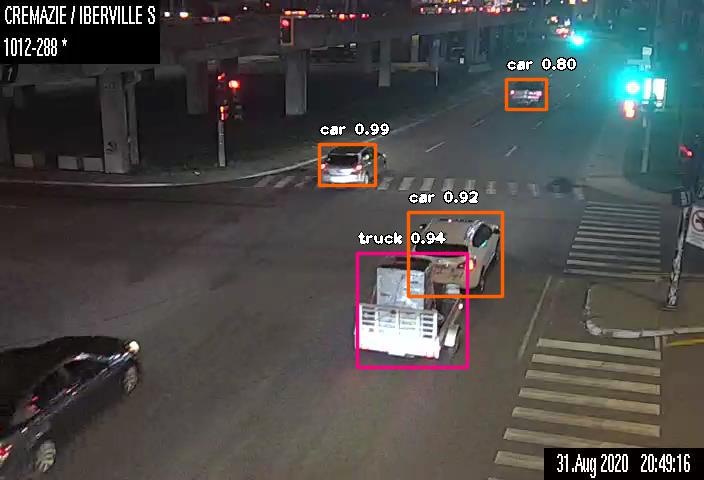 CREMAZIE / IBERVILLE S
1012-288 *
car 0.80
car 0.99
car 0.92
truck 0.94
31.Aug 2020 20:49:16